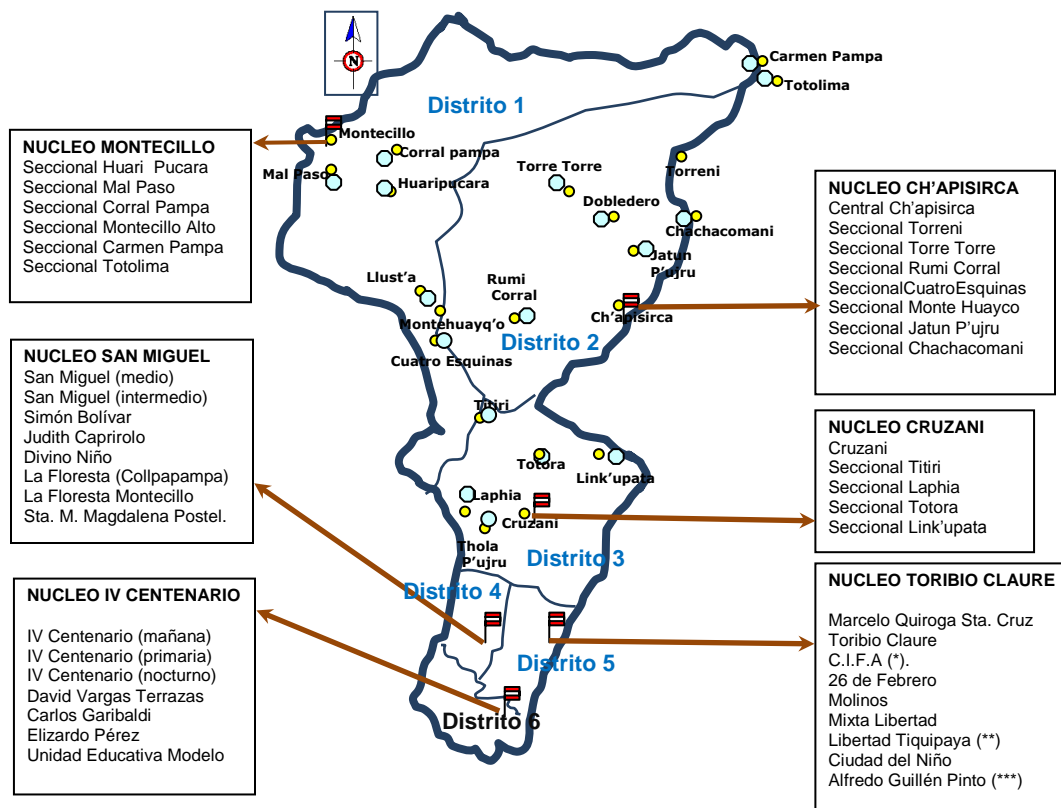 N
Carmen Pampa
Totolima
Distrito 1
Montecillo
Corral pampa
Mal Paso
Huaripucara
Torre Torre
Torreni
Dobledero
Chachacomani
Jatun
P'ujru
Llust'a
Rumi
Corral
Montehuayq'o
Ch'apisirca
Cuatro Esquinas
Distrito 2
Titiri
Totora
Link'upata
Laphia
Cruzani
Thola
P'ujru
Distrito 3
Distrito 4
Distrito 5
Distrito 6
NUCLEO MONTECILLO
Seccional Huari Pucara
Seccional Mal Paso
Seccional Corral Pampa
Seccional Montecillo Alto
Seccional Carmen Pampa
Seccional Totolima
NUCLEO SAN MIGUEL
San Miguel (medio)
San Miguel (intermedio)
Simón Bolívar
Judith Caprirolo
Divino Niño
La Floresta (Collpapampa)
La Floresta Montecillo
Sta. M. Magdalena Postel.
NUCLEO IV CENTENARIO
IV Centenario (mañana)
IV Centenario (primaria)
IV Centenario (nocturno)
David Vargas Terrazas
Carlos Garibaldi
Elizardo Pérez
Unidad Educativa Modelo
NUCLEO CH'APISIRCA
Central Ch'apisirca
Seccional Torreni
Seccional Torre Torre
Seccional Rumi Corral
SeccionalCuatroEsquinas
Seccional Monte Huayco
Seccional Jatun P'ujru
Seccional Chachacomani
NUCLEO CRUZANI
Cruzani
Seccional Titiri
Seccional Laphia
Seccional Totora
Seccional Link'upata
NUCLEO TORIBIO CLAURE
Marcelo Quiroga Sta. Cruz
Toribio Claure
C.I.F.A (*).
26 de Febrero
Molinos
Mixta Libertad
Libertad Tiquipaya (**)
Ciudad del Niño
Alfredo Guillén Pinto (***)